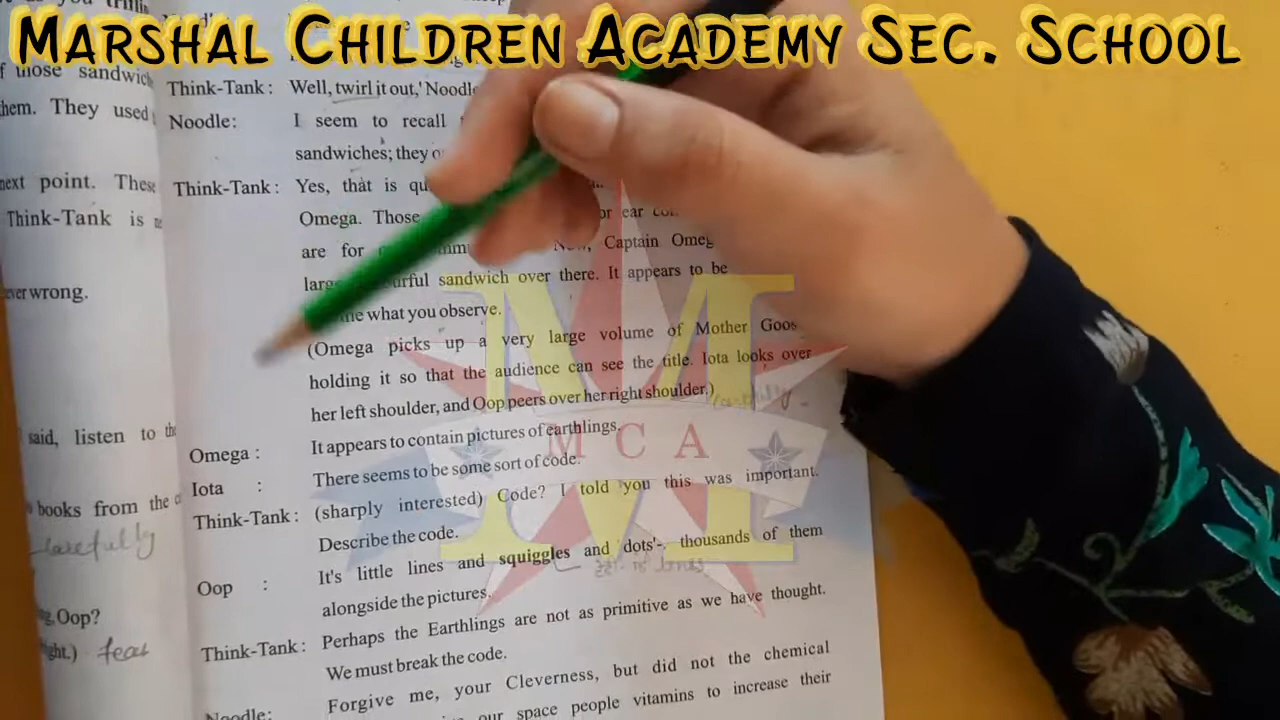 MARSHAL CHILDREN ACADEMY SEC. SCHOOL
of those sandwich
them. They used
next point. These
Think-Tank is
ever wrong.
said, listen to the
books from the
Carefully
Oop?
fear
Think-Tank: Well, twirl it out,' Noodle
Noodle: I seem to recall
sandwiches; they
Think-Tank: Yes, that is
Omega. Those for ear
are for Captain Omeg
sandwich over there. It appears to be
what you observe.
(Omega picks up a very large volume of Mother Goos
holding it so that the audience can see the title. Iota looks over
her left shoulder, and Oop peers over her right shoulder.)
Omega: It appears to contain pictures of earthlings.
Iota : There seems to be some sort of code.
Think-Tank: (sharply interested) Code? I told you this was important.
Describe the code.
Oop : It's little lines and squiggles and dots'-, thousands of them
alongside the pictures.
Think-Tank: Perhaps the Earthlings are not as primitive as we have thought.
We must break the code.
Noodle: Forgive me, your Cleverness, but did not the chemical
our space people vitamins to increase their
M
MCA